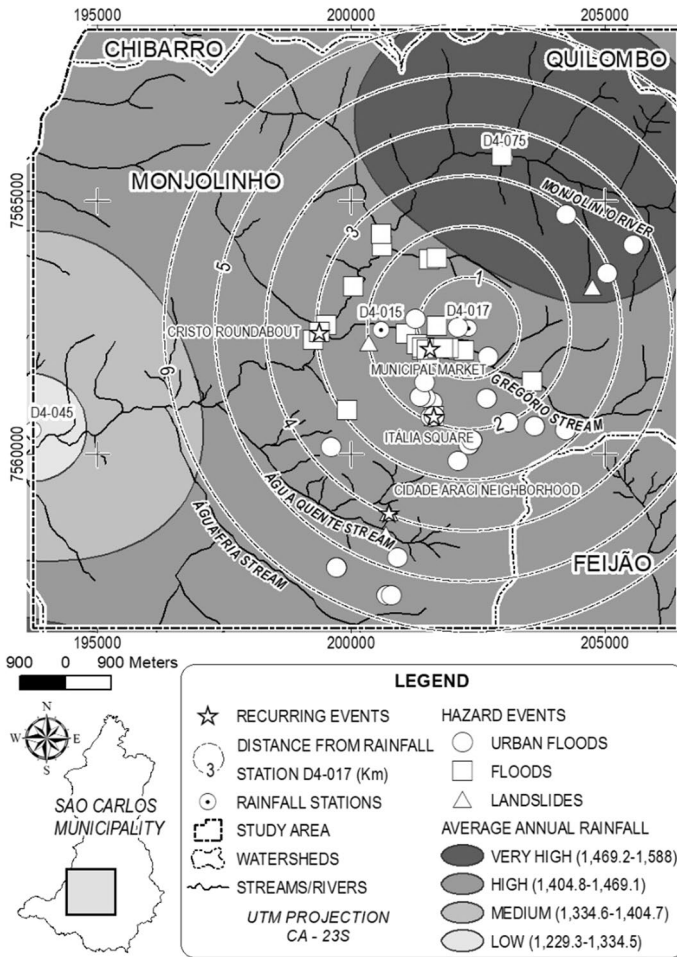 195000 200000 205000
CHIBARRO
QUILOMBO
D4-075
MONJOLINHO
MONJOLINHO RIVER
7585000
3
5
1
6
D4-015 D4-017
CRISTO ROUNDABOUT
MUNICIPAL MARKET
GREGÓRIO STREAM
D4-045
4
2
ITÁLIA SQUARE
7580000
CIDADE ARACI NEIGHBORHOOD
ÁGUA QUENTE STREAM
ÁGUA FRIA STREAM
FEIJÃO
195000 200000 205000
900 0 900 Meters
N
W E
S
SAO CARLOS
MUNICIPALITY
LEGEND
RECURRING EVENTS
DISTANCE FROM RAINFALL
3 STATION D4-017 (Km)
RAINFALL STATIONS
STUDY AREA
WATERSHEDS
STREAMS/RIVERS
UTM PROJECTION
CA - 23S
HAZARD EVENTS
URBAN FLOODS
FLOODS
LANDSLIDES
AVERAGE ANNUAL RAINFALL
VERY HIGH (1,469.2-1,588)
HIGH (1,404.8-1,469.1)
MEDIUM (1,334.6-1,404.7)
LOW (1,229.3-1,334.5)